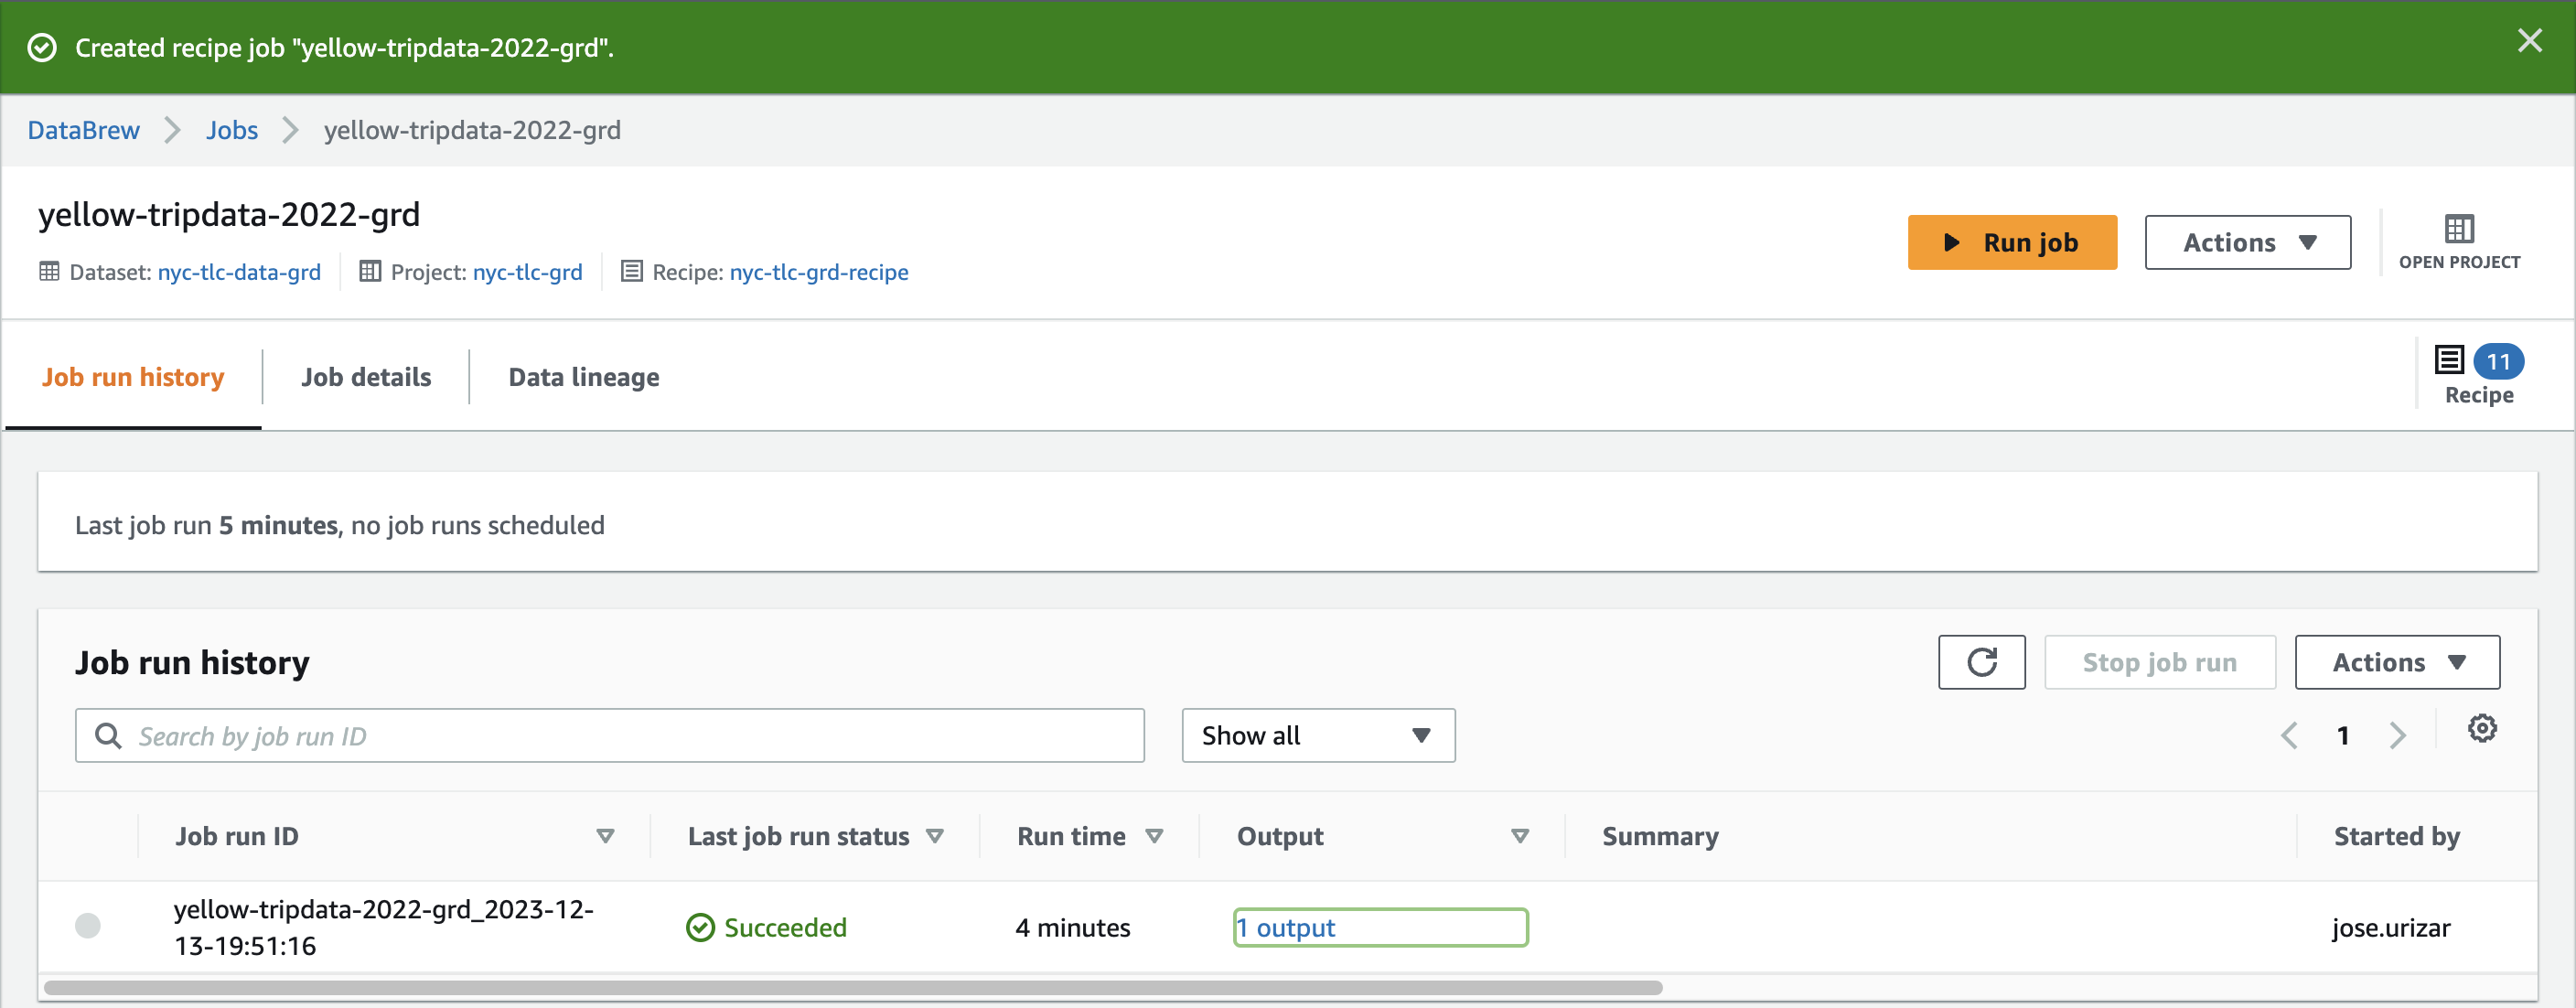 Created recipe job "yellow-tripdata-2022-grd".
DataBrew Jobs yellow-tripdata-2022-grd
yellow-tripdata-2022-grd
Run job Actions
OPEN PROJECT
Dataset: nyc-tlc-data-grd Project: nyc-tlc-grd Recipe: nyc-tlc-grd-recipe
Job run history Job details Data lineage
11
Recipe
Last job run 5 minutes, no job runs scheduled
Job run history
Stop job run Actions
Search by job run ID Show all 1
Job run ID Last job run status Run time Output Summary Started by
yellow-tripdata-2022-grd_2023-12-
13-19:51:16
Succeeded 4 minutes 1 output jose.urizar